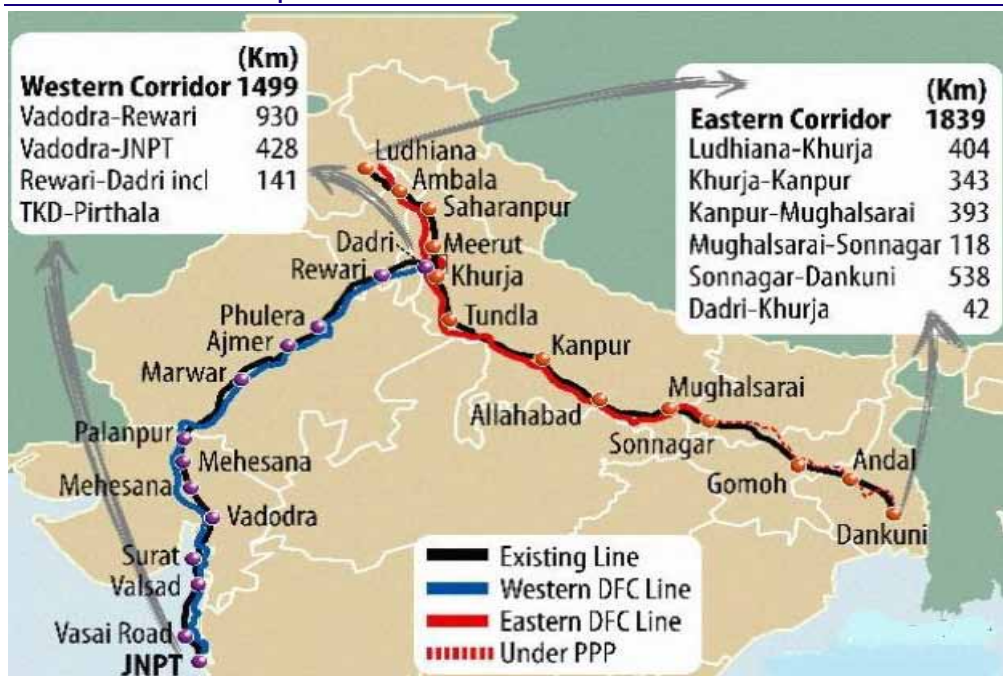 (Km)
Western Corridor 1499
Vadodra-Rewari 930
Vadodra-JNPT 428
Rewari-Dadri incl 141
TKD-Pirthala
(Km)
Eastern Corridor 1839
Ludhiana-Khurja 404
Khurja-Kanpur 343
Kanpur-Mughalsarai 393
Mughalsarai-Sonnagar 118
Sonnagar-Dankuni 538
Dadri-Khurja 42
Ludhiana
Ambala
Saharanpur
Dadri
Meerut
Rewari
Khurja
Phulera
Tundla
Ajmer
Kanpur
Marwar
Mughalsarai
Allahabad
Palanpur
Sonnagar
Mehesana
Andal
Gomoh
Mehesana
Vadodra
Dankuni
Surat
Valsad
Vasai Road
JNPT
Existing Line
Western DFC Line
Eastern DFC Line
Under PPP